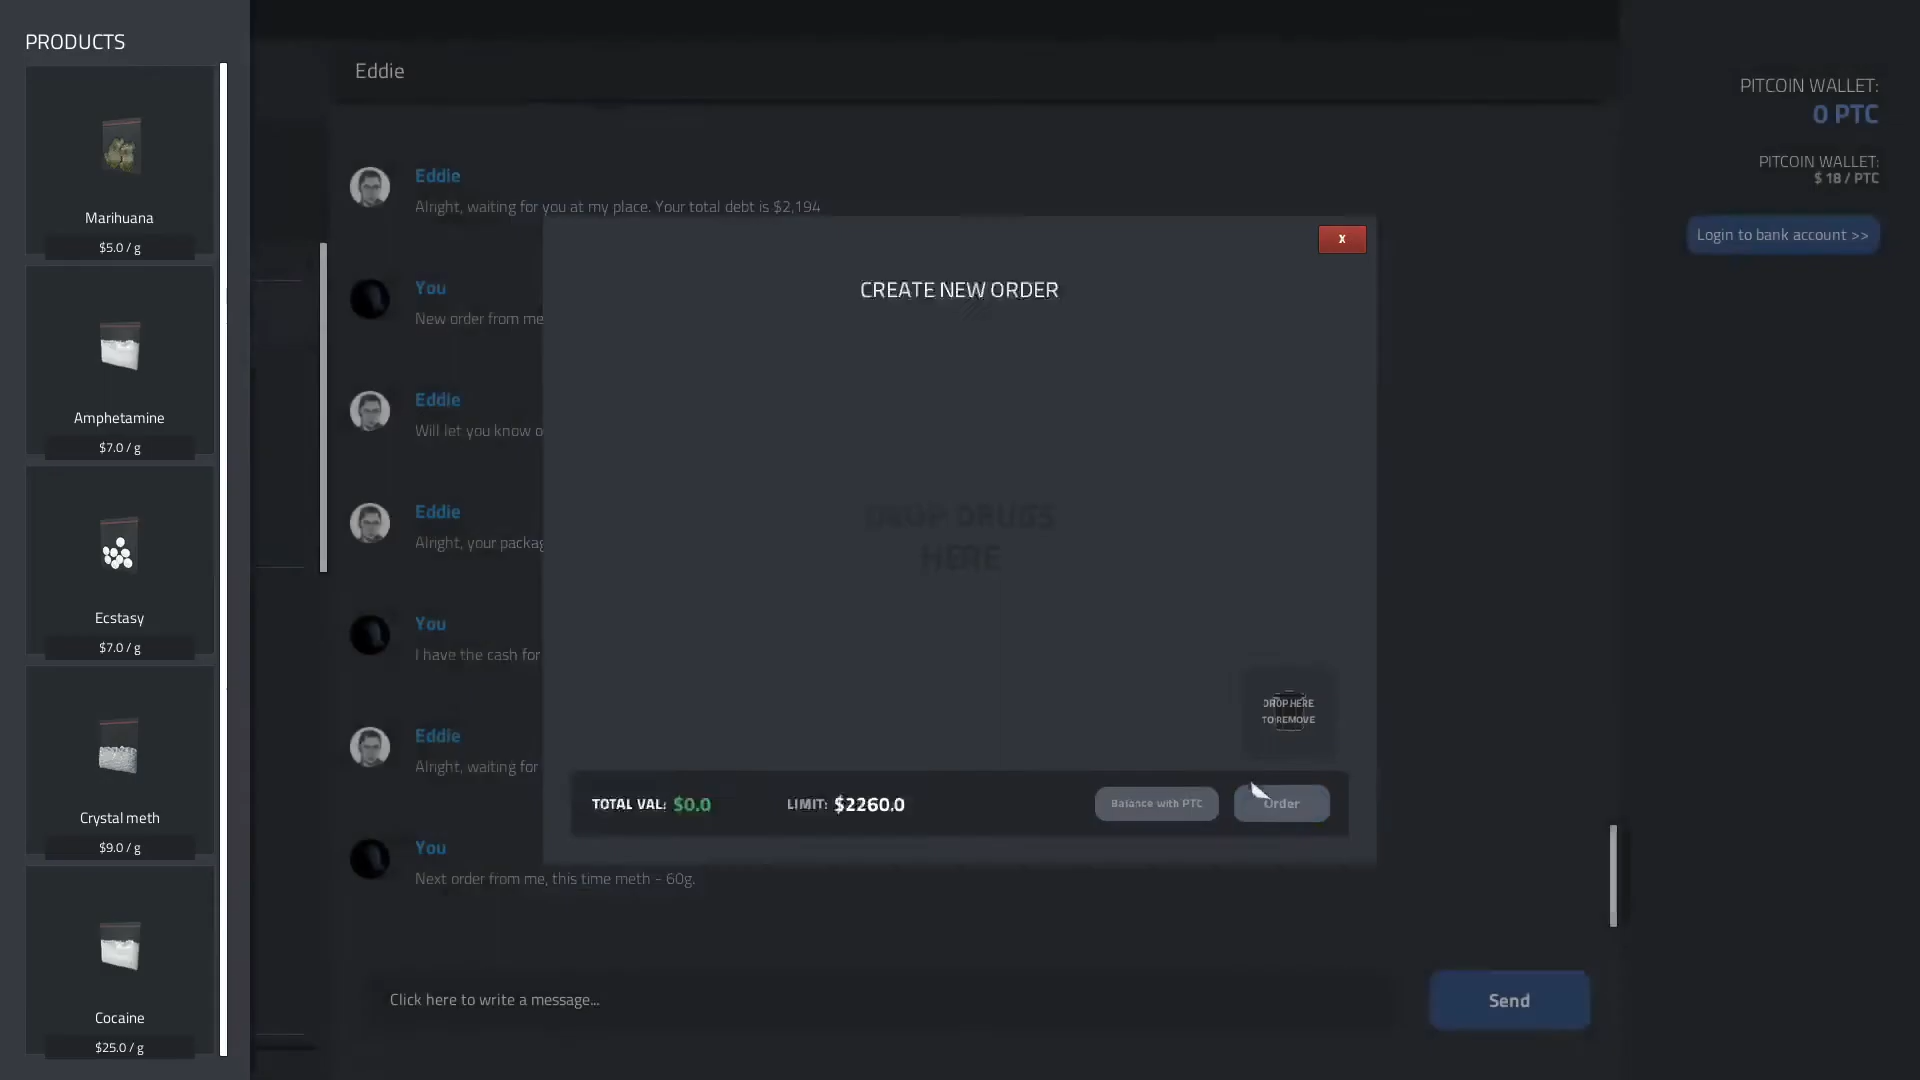 PRODUCTS
Marihuana
$5.0 / g
Amphetamine
$7.0 / g
Ecstasy
$7.0 / g
Crystal meth
$9.0 / g
Cocaine
$25.0 / g
Eddie
Eddie
Alright, waiting for you at my place. Your total debt is $2,194
You
New order from me
Eddie
Will let you know o
Eddie
Alright, your packag
You
I have the cash for
Eddie
Alright, waiting for
You
Next order from me, this time meth - 60g.
Click here to write a message...
Send
x
CREATE NEW ORDER
DROP DRUGS
HERE
DROP HERE
TO REMOVE
TOTAL VAL: $0.0
LIMIT: $2260.0
Balance with PTC
Order
PITCOIN WALLET:
0 PTC
PITCOIN WALLET:
$ 18 / PTC
Login to bank account >>